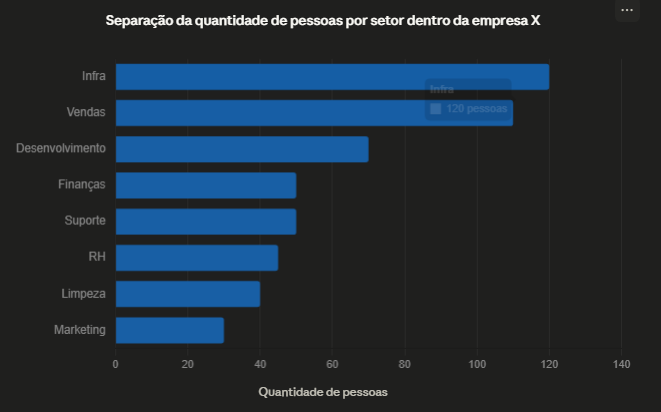 Separação da quantidade de pessoas por setor dentro da empresa X
...
Infra
Infra
120 pessoas
Vendas
Desenvolvimento
Finanças
Suporte
RH
Limpeza
Marketing
0 20 40 60 80 100 120 140
Quantidade de pessoas